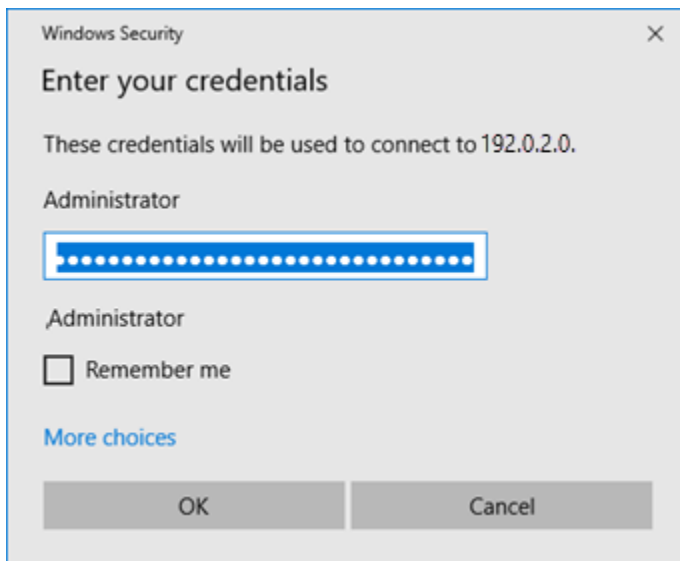 Windows Security
Enter your credentials
These credentials will be used to connect to 192.0.2.0.
Administrator
••••••••••••••••••••••••••••••••
,Administrator
Remember me
More choices
OK Cancel